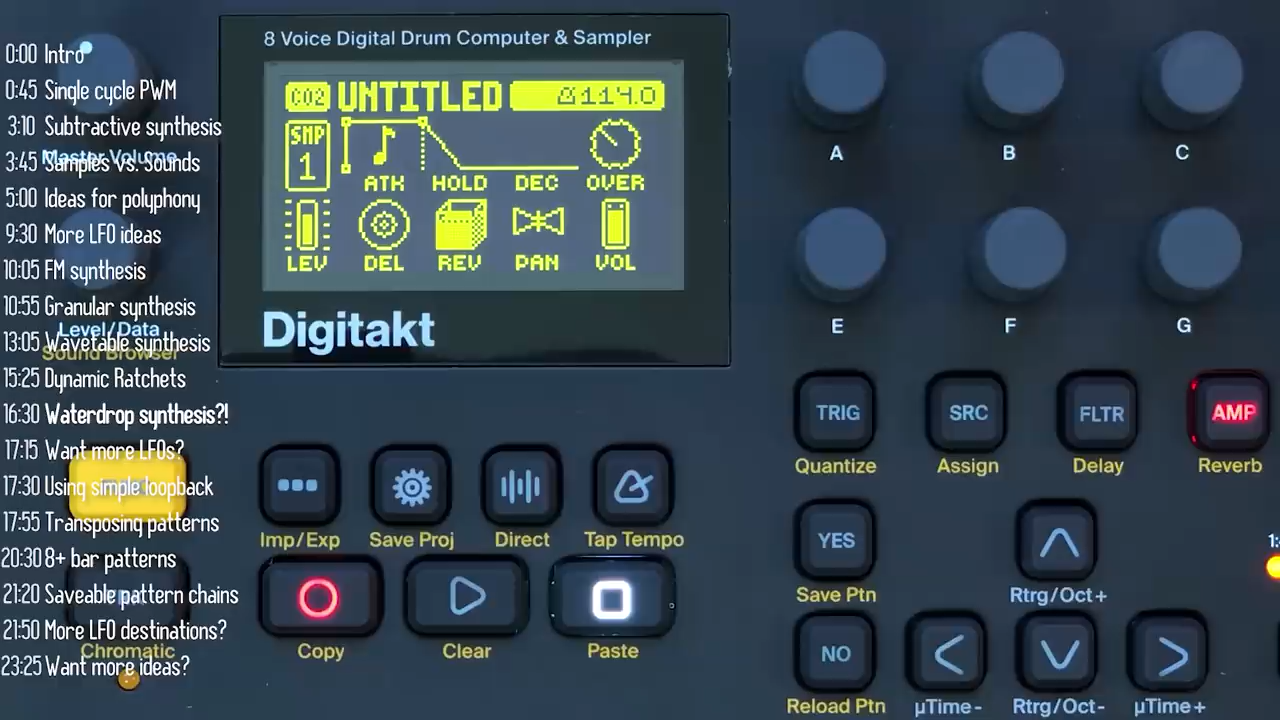 0:00 Intro
0:45 Single cycle PWM
3:10 Subtractive synthesis
Master Volume
3:45 Samples vs. Sounds
5:00 Ideas for polyphony
9:30 More LFO ideas
10:05 FM synthesis
10:55 Granular synthesis
Level/Data
13:05 Wavetable synthesis
Sound Browser
15:25 Dynamic Ratchets
16:30 Waterdrop synthesis?!
17:15 Want more LFOs?
17:30 Using simple loopback
17:55 Transposing patterns
20:30 8+ bar patterns
21:20 Saveable pattern chains
21:50 More LFO destinations?
Chromatic
23:25 Want more ideas?
8 Voice Digital Drum Computer & Sampler
C02 UNTITLED 114.0
SMP
1
ATK HOLD DEC OVER
LEV DEL REV PAN VOL
Digitakt
A B C
E F G
TRIG SRC FLTR AMP
Quantize Assign Delay Reverb
Imp/Exp Save Proj Direct Tap Tempo
YES
Save Ptn Rtrg/Oct+
Copy Clear Paste
NO
Reload Ptn µTime- Rtrg/Oct- µTime+